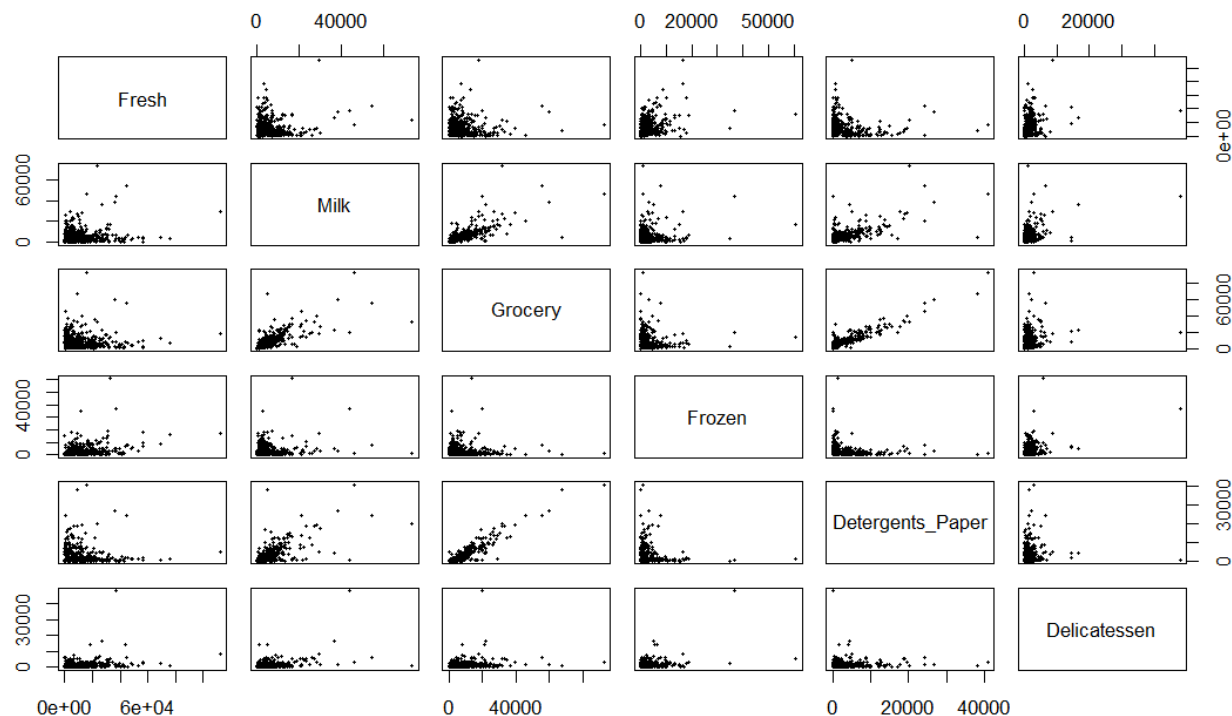 0 40000
0 20000 50000
0 20000
Fresh
0e+00
0 60000
Milk
Grocery
0 60000
0 40000
Frozen
Detergents_Paper
0 30000
0 30000
Delicatessen
0e+00 6e+04
0 40000
0 20000 40000